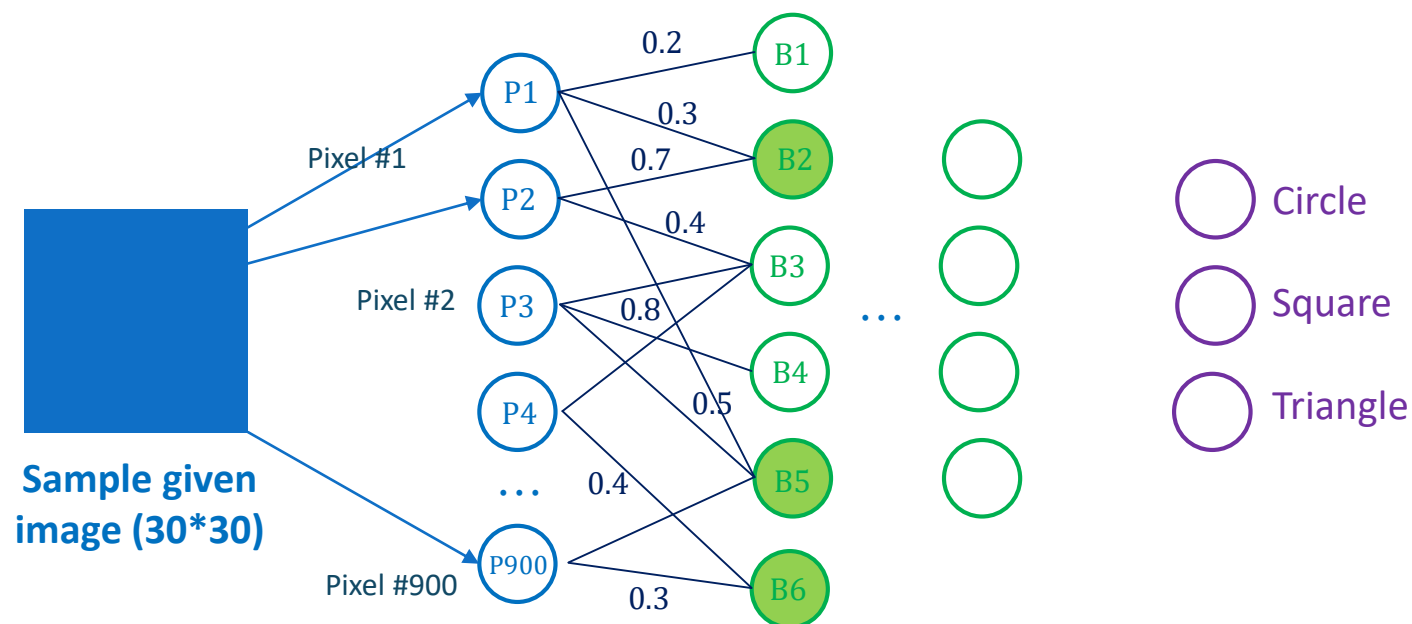 Sample given
image (30*30)
Pixel #1
Pixel #2
Pixel #900
P1
P2
P3
P4
...
P900
0.2
0.3
0.7
0.4
0.8
0.5
0.4
0.3
B1
B2
B3
B4
B5
B6
...
Circle
Square
Triangle